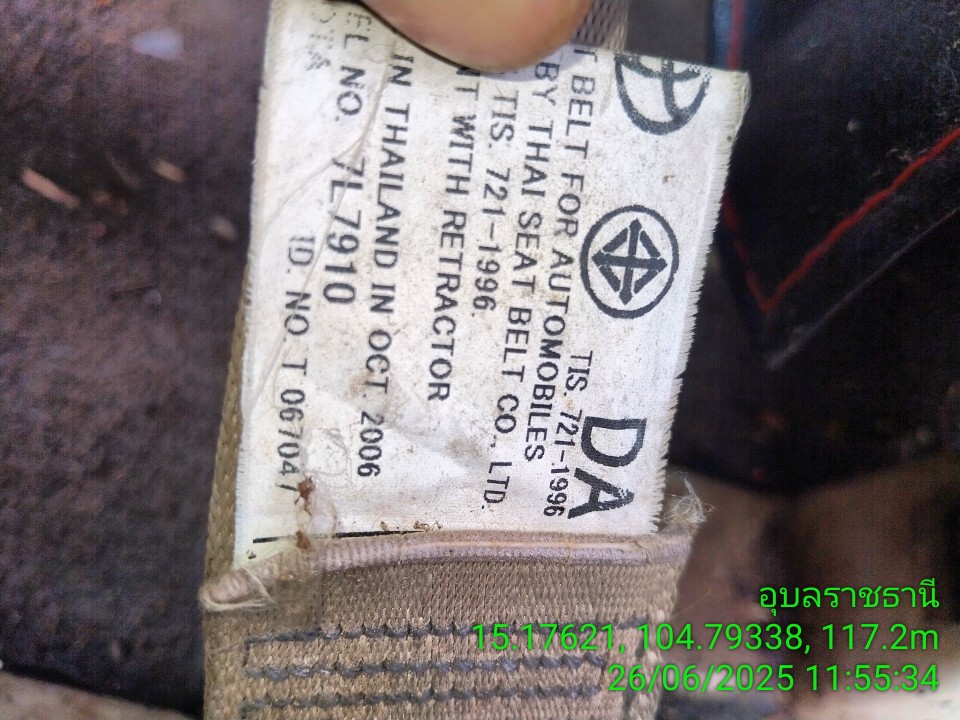 DA
TIS. 721-1996
T BELT FOR AUTOMOBILES
BY THAI SEAT BELT CO., LTD.
TIS. 721-1996.
WITH RETRACTOR
IN THAILAND IN OCT. 2006
EL NO. 7L7910
ID. NO. T 067047
อุบลราชธานี
15.17621, 104.79338, 117.2m
26/06/2025 11:55:34